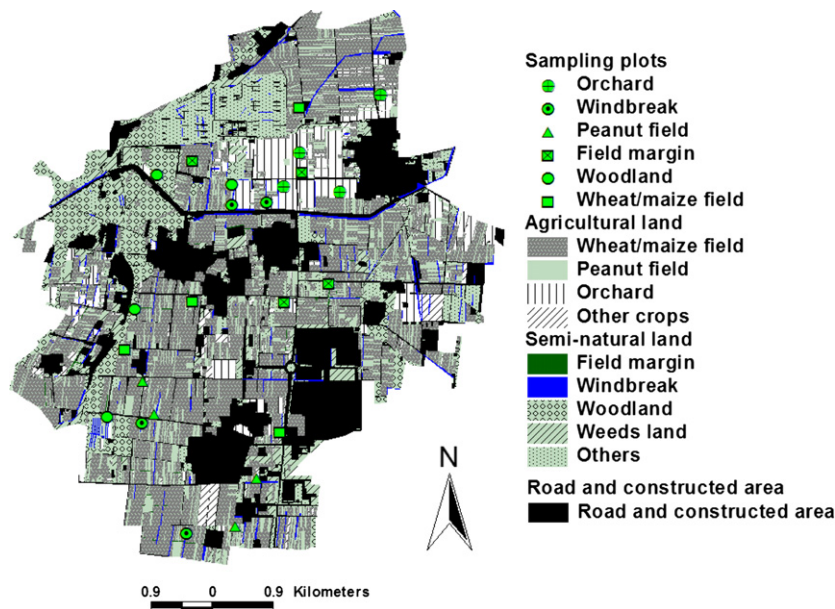 Sampling plots
Orchard
Windbreak
Peanut field
Field margin
Woodland
Wheat/maize field
Agricultural land
Wheat/maize field
Peanut field
Orchard
Other crops
Semi-natural land
Field margin
Windbreak
Woodland
Weeds land
Others
Road and constructed area
Road and constructed area
N
0.9 0 0.9 Kilometers